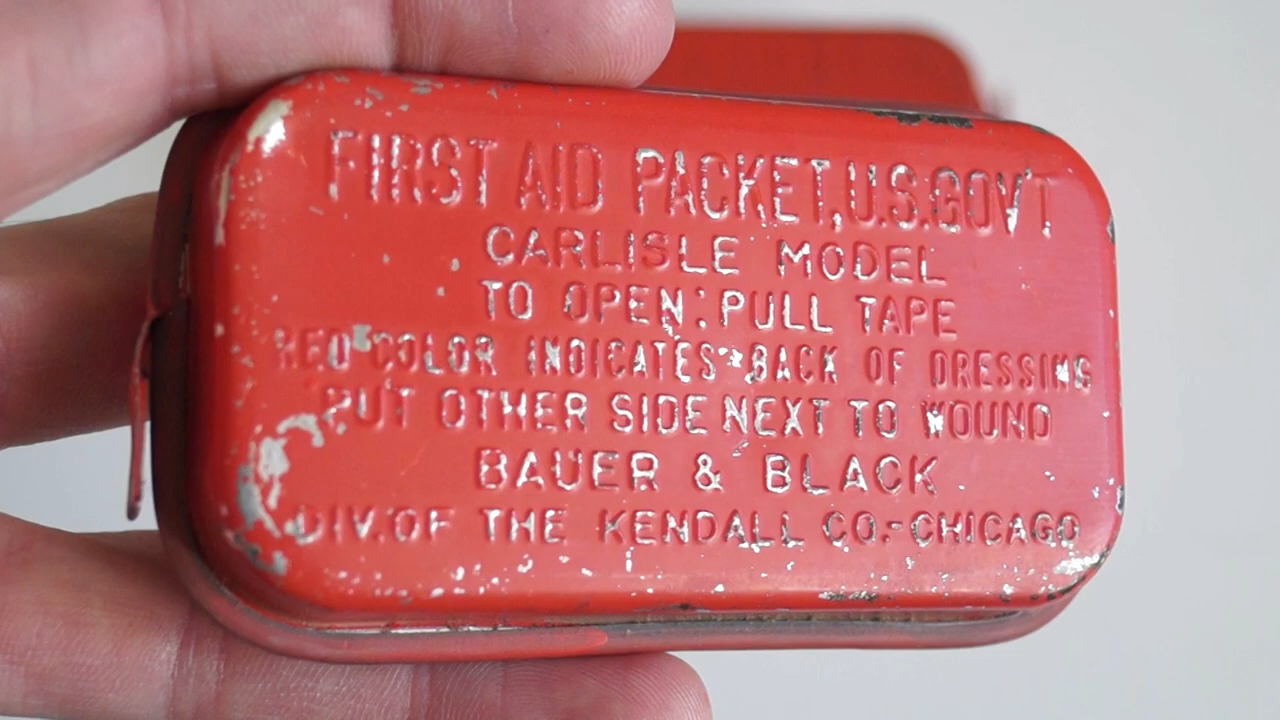 FIRST AID PACKET, U.S. GOV'T
CARLISLE MODEL
TO OPEN: PULL TAPE
RED COLOR INDICATES BACK OF DRESSING
PUT OTHER SIDE NEXT TO WOUND
BAUER & BLACK
DIV. OF THE KENDALL CO.-CHICAGO